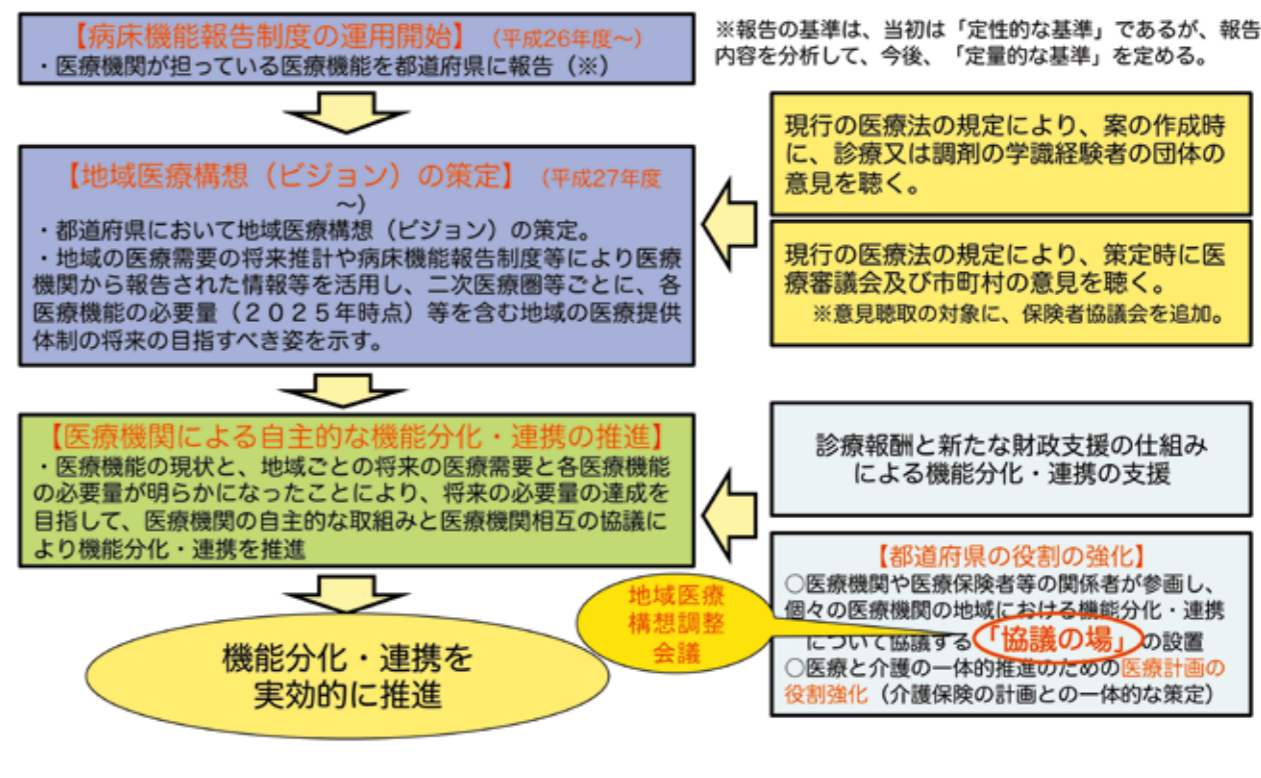 【病床機能報告制度の運用開始】（平成26年度～）
・医療機関が担っている医療機能を都道府県に報告（※）
※報告の基準は、当初は「定性的な基準」であるが、報告
内容を分析して、今後、「定量的な基準」を定める。
【地域医療構想（ビジョン）の策定】（平成27年度
～）
・都道府県において地域医療構想（ビジョン）の策定。
・地域の医療需要の将来推計や病床機能報告制度等により医療
機関から報告された情報等を活用し、二次医療圏等ごとに、各
医療機能の必要量（２０２５年時点）等を含む地域の医療提供
体制の将来の目指すべき姿を示す。
現行の医療法の規定により、案の作成時
に、診療又は調剤の学識経験者の団体の
意見を聴く。
現行の医療法の規定により、策定時に医
療審議会及び市町村の意見を聴く。
※意見聴取の対象に、保険者協議会を追加。
【医療機関による自主的な機能分化・連携の推進】
・医療機能の現状と、地域ごとの将来の医療需要と各医療機能
の必要量が明らかになったことにより、将来の必要量の達成を
目指して、医療機関の自主的な取組みと医療機関相互の協議に
より機能分化・連携を推進
診療報酬と新たな財政支援の仕組み
による機能分化・連携の支援
【都道府県の役割の強化】
○医療機関や医療保険者等の関係者が参画し、
個々の医療機関の地域における機能分化・連携
について協議する「協議の場」の設置
○医療と介護の一体的推進のための医療計画の
役割強化（介護保険の計画との一体的な策定）
地域医療
構想調整
会議
機能分化・連携を
実効的に推進